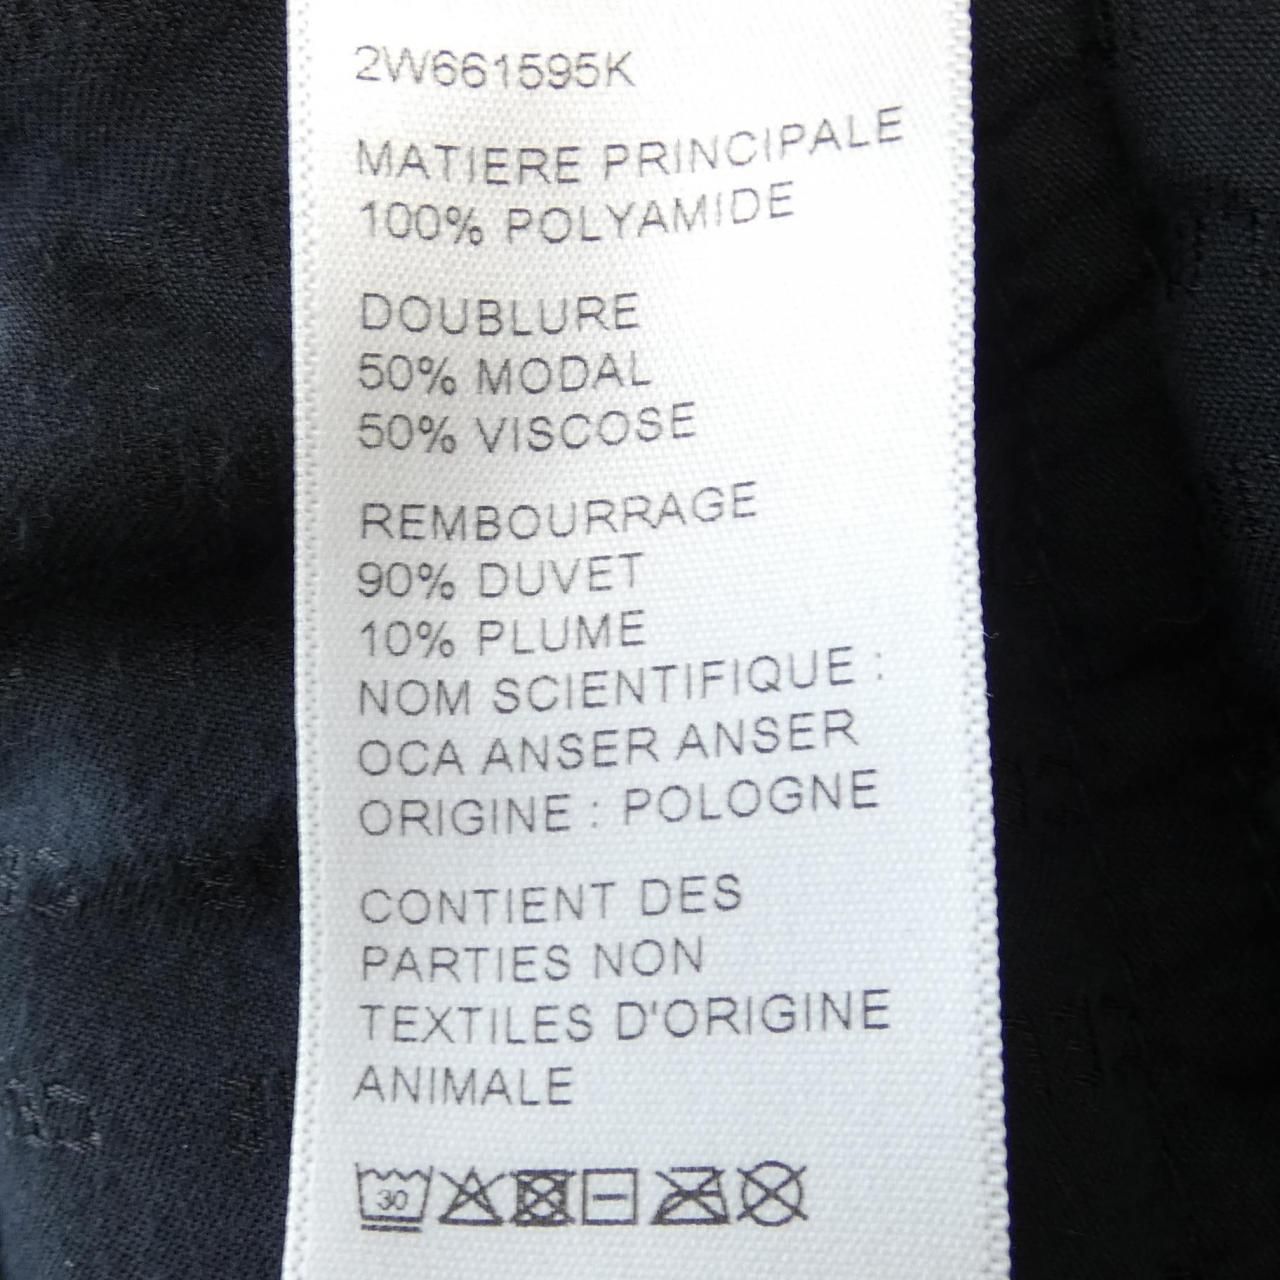 2W661595K
MATIERE PRINCIPALE
100% POLYAMIDE
DOUBLURE
50% MODAL
50% VISCOSE
REMBOURRAGE
90% DUVET
10% PLUME
NOM SCIENTIFIQUE :
OCA ANSER ANSER
ORIGINE : POLOGNE
CONTIENT DES
PARTIES NON
TEXTILES D'ORIGINE
ANIMALE
30